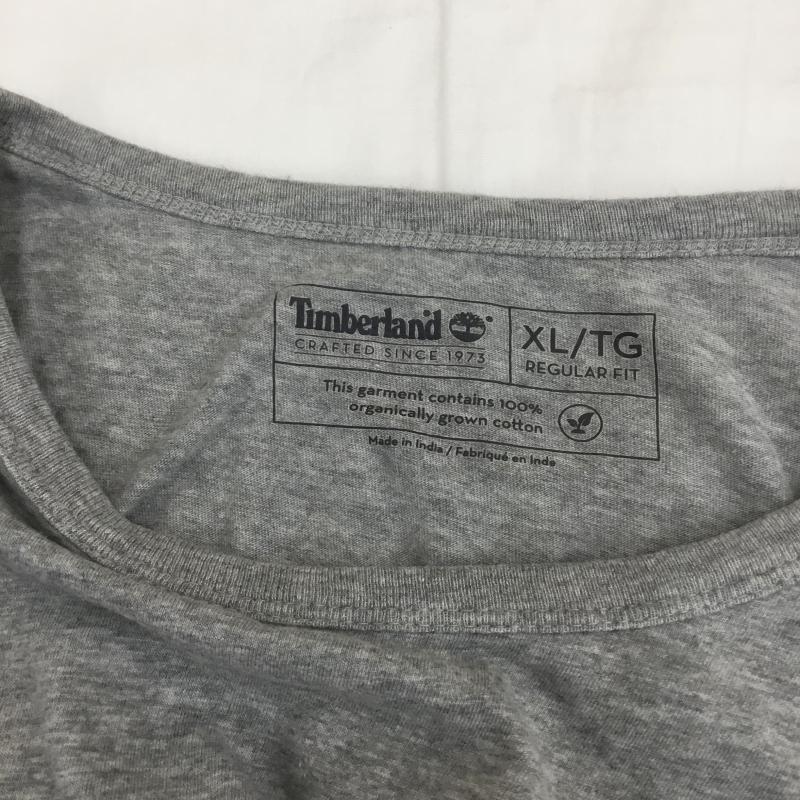 Timberland
CRAFTED SINCE 1973
XL/TG
REGULAR FIT
This garment contains 100%
organically grown cotton
Made in India / Fabriqué en Inde